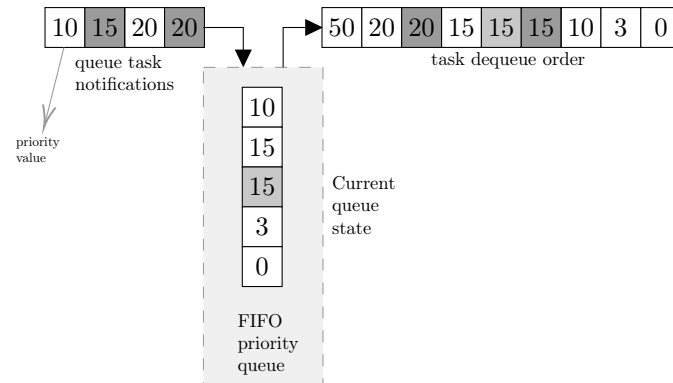 10 15 20 20
50 20 20 15 15 15 10 3 0
queue task
notifications
task dequeue order
priority
value
10
15
15
3
0
Current
queue
state
FIFO
priority
queue